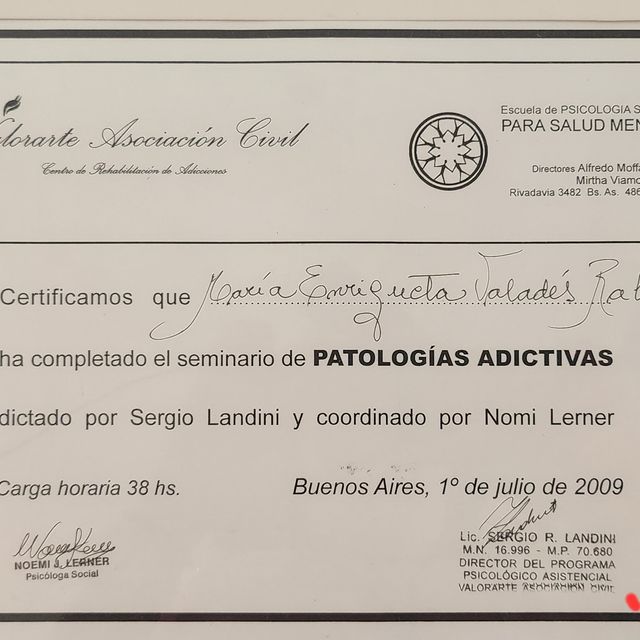 alorarte Asociación Civil
Centro de Rehabilitación de Adicciones
Escuela de PSICOLOGIA S
PARA SALUD MEN
Directores Alfredo Moffa
Mirtha Viamo
Rivadavia 3482 Bs. As. 486
Certificamos que María Enriqueta Valadés Ral
ha completado el seminario de PATOLOGÍAS ADICTIVAS
dictado por Sergio Landini y coordinado por Nomi Lerner
Carga horaria 38 hs.
Buenos Aires, 1º de julio de 2009
NOEMI J. LERNER
Psicóloga Social
Lic. SERGIO R. LANDINI
M.N. 16.996 - M.P. 70.680
DIRECTOR DEL PROGRAMA
PSICOLÓGICO ASISTENCIAL
VALORARTE ASOCIACIÓN CIVIL